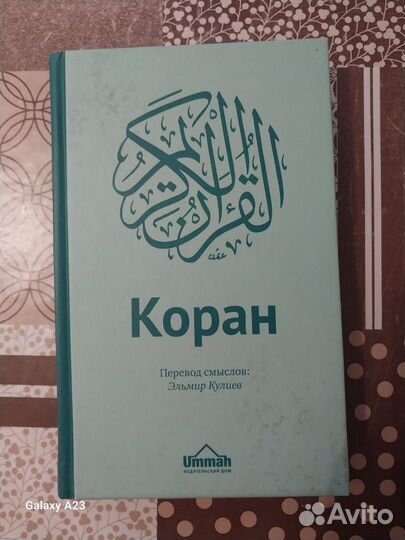 القرآن الكريم
Коран
Перевод смыслов:
Эльмир Кулиев
Ummah
ИЗДАТЕЛЬСКИЙ ДОМ
Galaxy A23
Avito